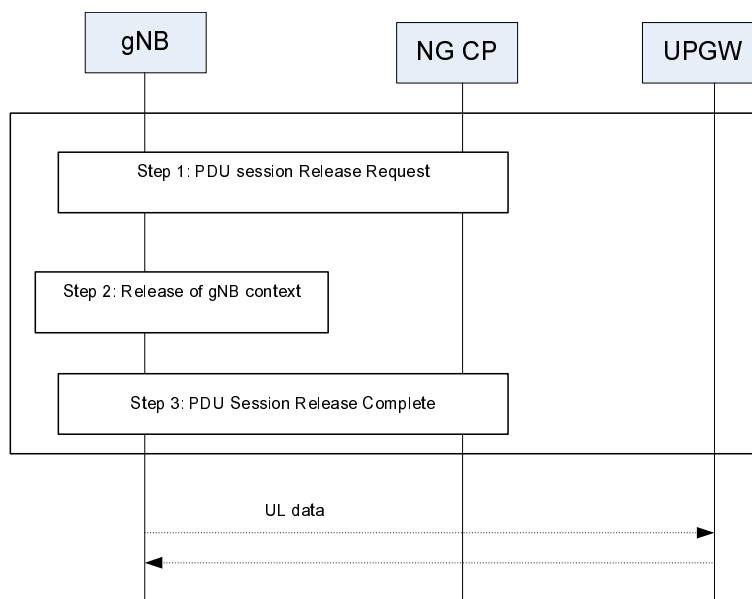 gNB
NG CP
UPGW
Step 1: PDU session Release Request
Step 2: Release of gNB context
Step 3: PDU Session Release Complete
UL data